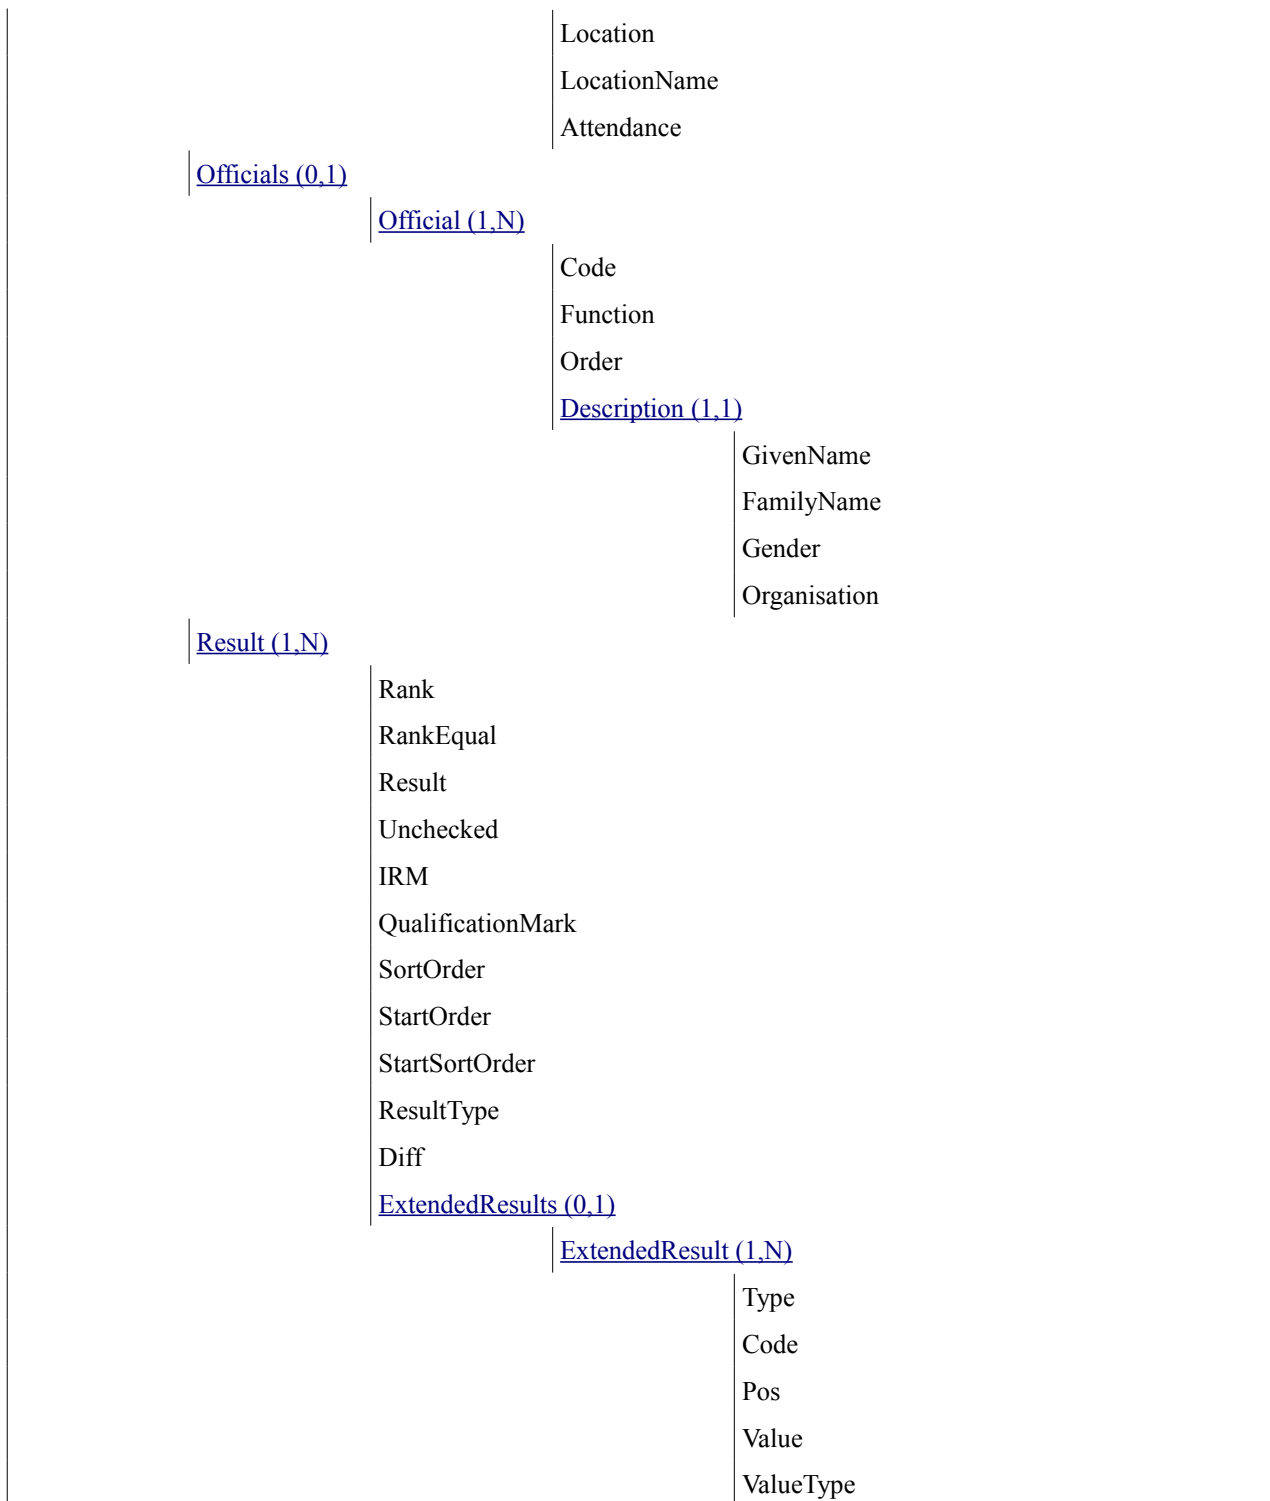 Location
LocationName
Attendance
Officials (0,1)
Official (1,N)
Code
Function
Order
Description (1,1)
GivenName
FamilyName
Gender
Organisation
Result (1,N)
Rank
RankEqual
Result
Unchecked
IRM
QualificationMark
SortOrder
StartOrder
StartSortOrder
ResultType
Diff
ExtendedResults (0,1)
ExtendedResult (1,N)
Type
Code
Pos
Value
ValueType